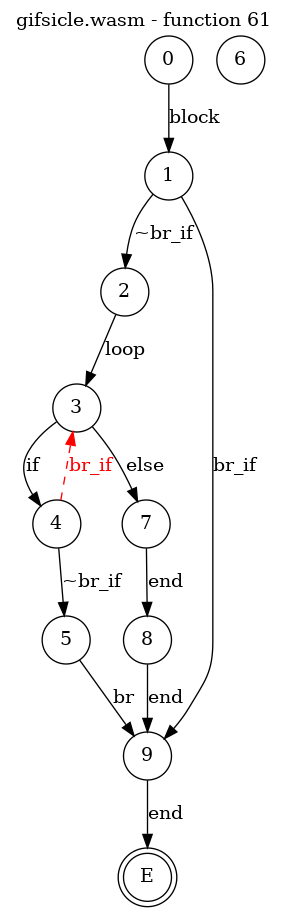 gifsicle.wasm - function 61
0
6
block
1
~br_if
2
loop
br_if
3
if
br_if
else
4
7
~br_if
end
5
8
br
end
9
end
E